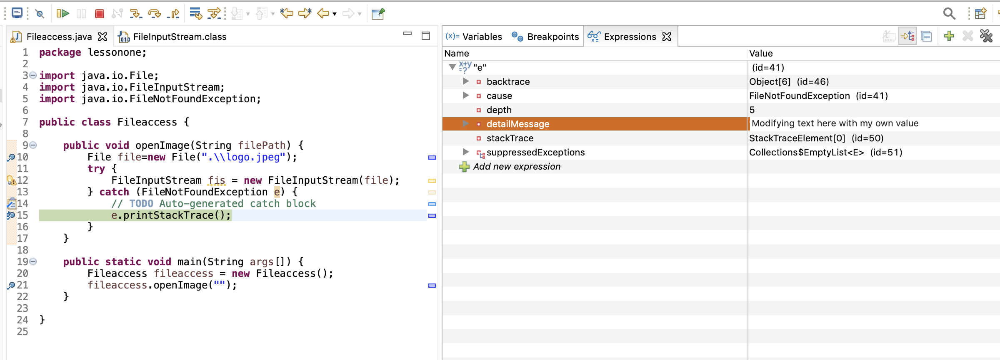 Fileaccess.java
FileInputStream.class
1 package lessonone;
2
3 import java.io.File;
4 import java.io.FileInputStream;
5 import java.io.FileNotFoundException;
6
7 public class Fileaccess {
8
9     public void openImage(String filePath) {
10         File file=new File(".\\logo.jpeg");
11         try {
12             FileInputStream fis = new FileInputStream(file);
13         } catch (FileNotFoundException e) {
14             // TODO Auto-generated catch block
15             e.printStackTrace();
16         }
17     }
18
19     public static void main(String args[]) {
20         Fileaccess fileaccess = new Fileaccess();
21         fileaccess.openImage("");
22     }
23
24 }
25
(x)= Variables
Breakpoints
Expressions
Name Value
x+y=? "e" (id=41)
backtrace Object[6] (id=46)
cause FileNotFoundException (id=41)
depth 5
detailMessage Modifying text here with my own value
stackTrace StackTraceElement[0] (id=50)
suppressedExceptions Collections$EmptyList<E> (id=51)
Add new expression